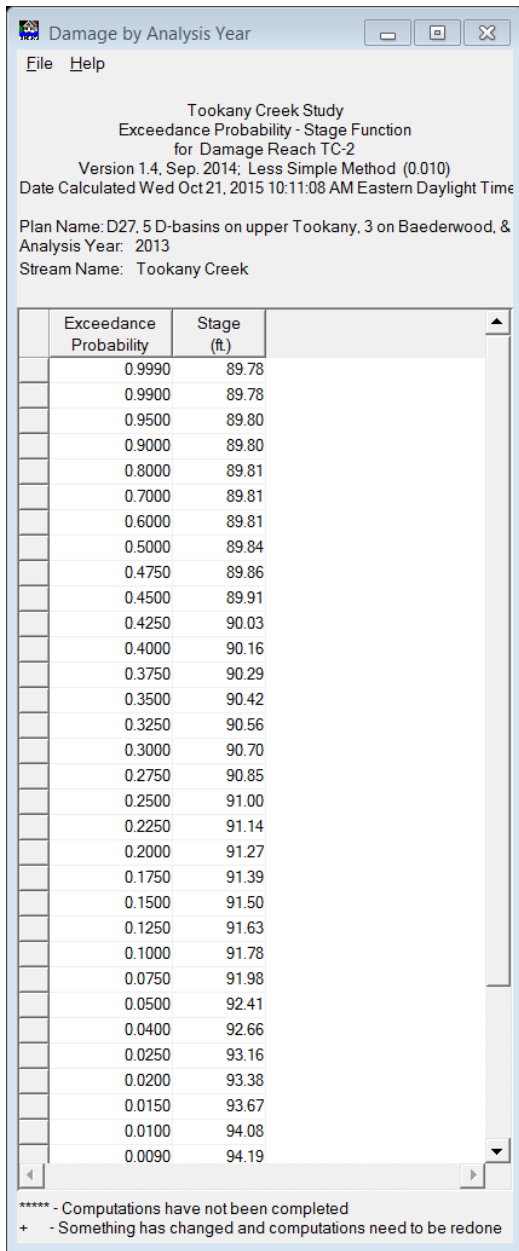 Damage by Analysis Year
File Help
Tookany Creek Study
Exceedance Probability - Stage Function
for Damage Reach TC-2
Version 1.4, Sep. 2014; Less Simple Method (0.010)
Date Calculated Wed Oct 21, 2015 10:11:08 AM Eastern Daylight Time
Plan Name: D27, 5 D-basins on upper Tookany, 3 on Baederwood, &
Analysis Year: 2013
Stream Name: Tookany Creek
Exceedance Stage
Probability (ft.)
0.9990 89.78
0.9900 89.78
0.9500 89.80
0.9000 89.80
0.8000 89.81
0.7000 89.81
0.6000 89.81
0.5000 89.84
0.4750 89.86
0.4500 89.91
0.4250 90.03
0.4000 90.16
0.3750 90.29
0.3500 90.42
0.3250 90.56
0.3000 90.70
0.2750 90.85
0.2500 91.00
0.2250 91.14
0.2000 91.27
0.1750 91.39
0.1500 91.50
0.1250 91.63
0.1000 91.78
0.0750 91.98
0.0500 92.41
0.0400 92.66
0.0250 93.16
0.0200 93.38
0.0150 93.67
0.0100 94.08
0.0090 94.19
***** - Computations have not been completed
+ - Something has changed and computations need to be redone